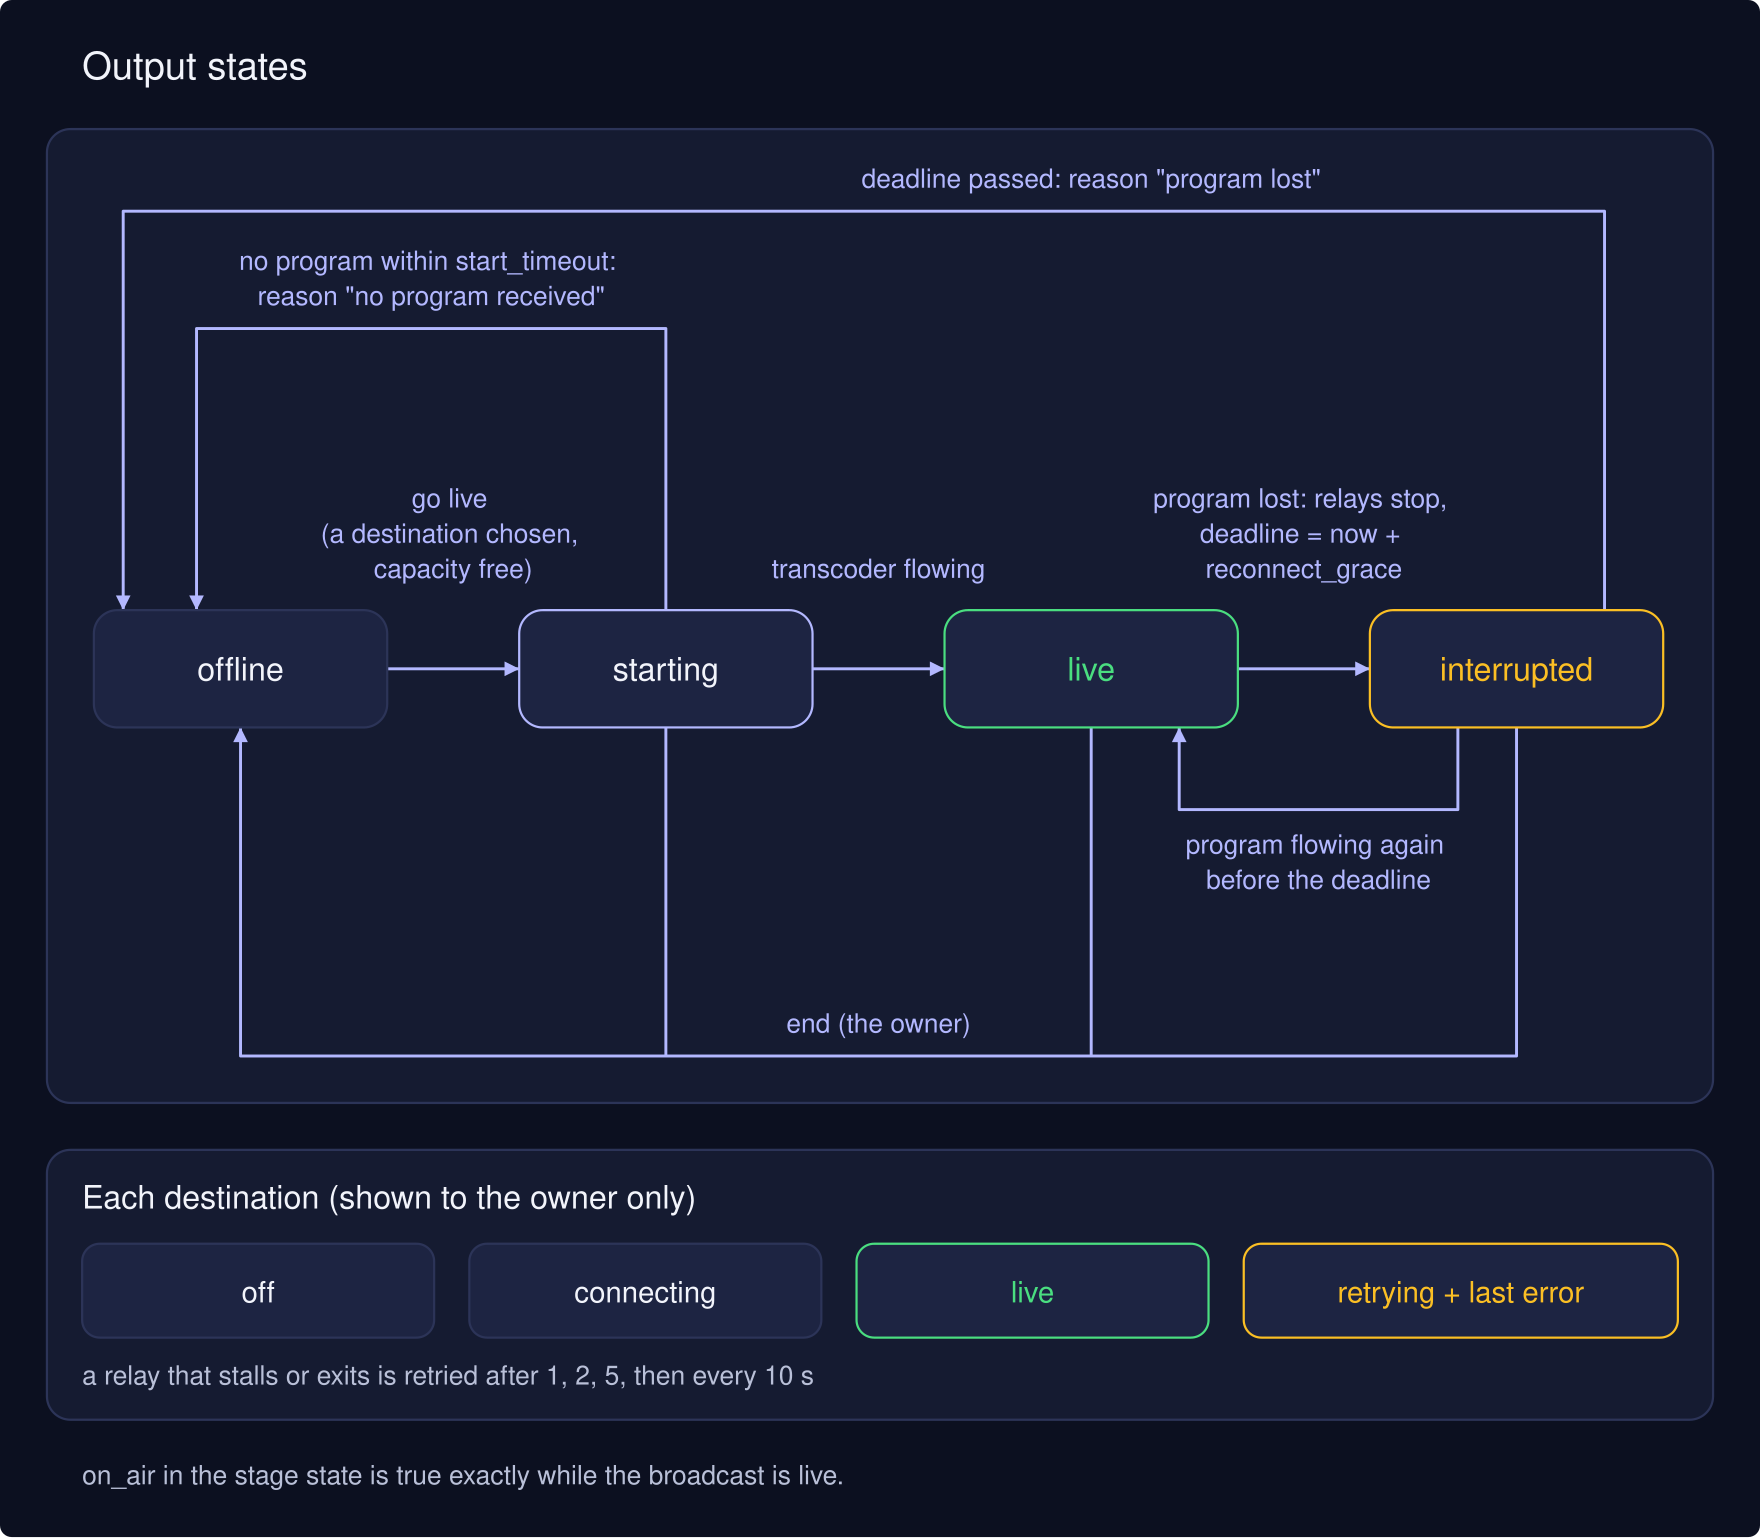 Output states
deadline passed: reason "program lost"
no program within start_timeout:
reason "no program received"
go live
(a destination chosen,
capacity free)
transcoder flowing
program lost: relays stop,
deadline = now +
reconnect_grace
offline
starting
live
interrupted
program flowing again
before the deadline
end (the owner)
Each destination (shown to the owner only)
off
connecting
live
retrying + last error
a relay that stalls or exits is retried after 1, 2, 5, then every 10 s
on_air in the stage state is true exactly while the broadcast is live.